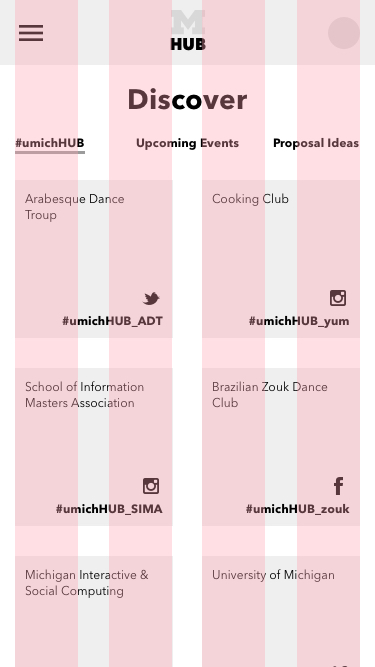 M
HUB
Discover
#umichHUB Upcoming Events Proposal Ideas
Arabesque Dance
Troup
#umichHUB_ADT
Cooking Club
#umichHUB_yum
School of Information
Masters Association
#umichHUB_SIMA
Brazilian Zouk Dance
Club
#umichHUB_zouk
Michigan Interactive &
Social Computing
University of Michigan